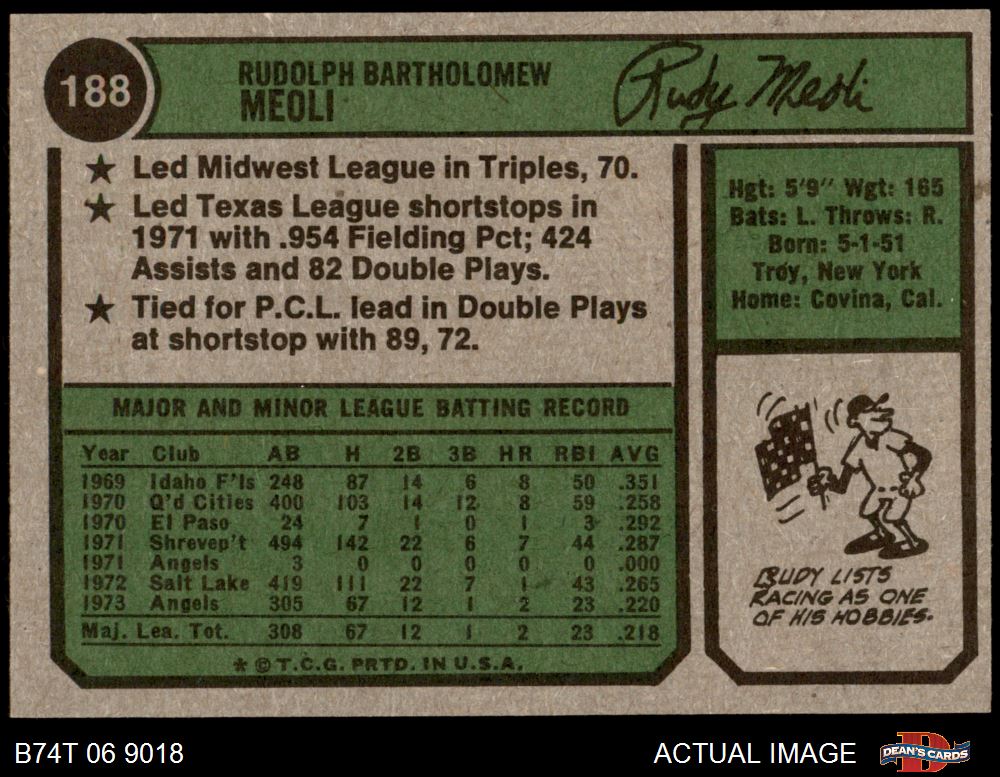 188
RUDOLPH BARTHOLOMEW
MEOLI
Rudy Meoli
★ Led Midwest League in Triples, 70.
★ Led Texas League shortstops in
1971 with .954 Fielding Pct; 424
Assists and 82 Double Plays.
★ Tied for P.C.L. lead in Double Plays
at shortstop with 89, 72.
Hgt: 5'9" Wgt: 165
Bats: L. Throws: R.
Born: 5-1-51
Troy, New York
Home: Covina, Cal.
MAJOR AND MINOR LEAGUE BATTING RECORD
Year Club AB H 2B 3B HR RBI AVG
1969 Idaho F'ls 248 87 14 6 8 50 .351
1970 Q'd Cities 400 103 14 12 8 59 .258
1970 El Paso 24 7 1 0 1 3 .292
1971 Shrevep't 494 142 22 6 7 44 .287
1971 Angels 3 0 0 0 0 0 .000
1972 Salt Lake 419 111 22 7 1 43 .265
1973 Angels 305 67 12 1 2 23 .220
Maj. Lea. Tot. 308 67 12 1 2 23 .218
* © T.C.G. PRTD. IN U.S.A.
RUDY LISTS
RACING AS ONE
OF HIS HOBBIES.
B74T 06 9018
ACTUAL IMAGE
D
DEAN'S CARDS